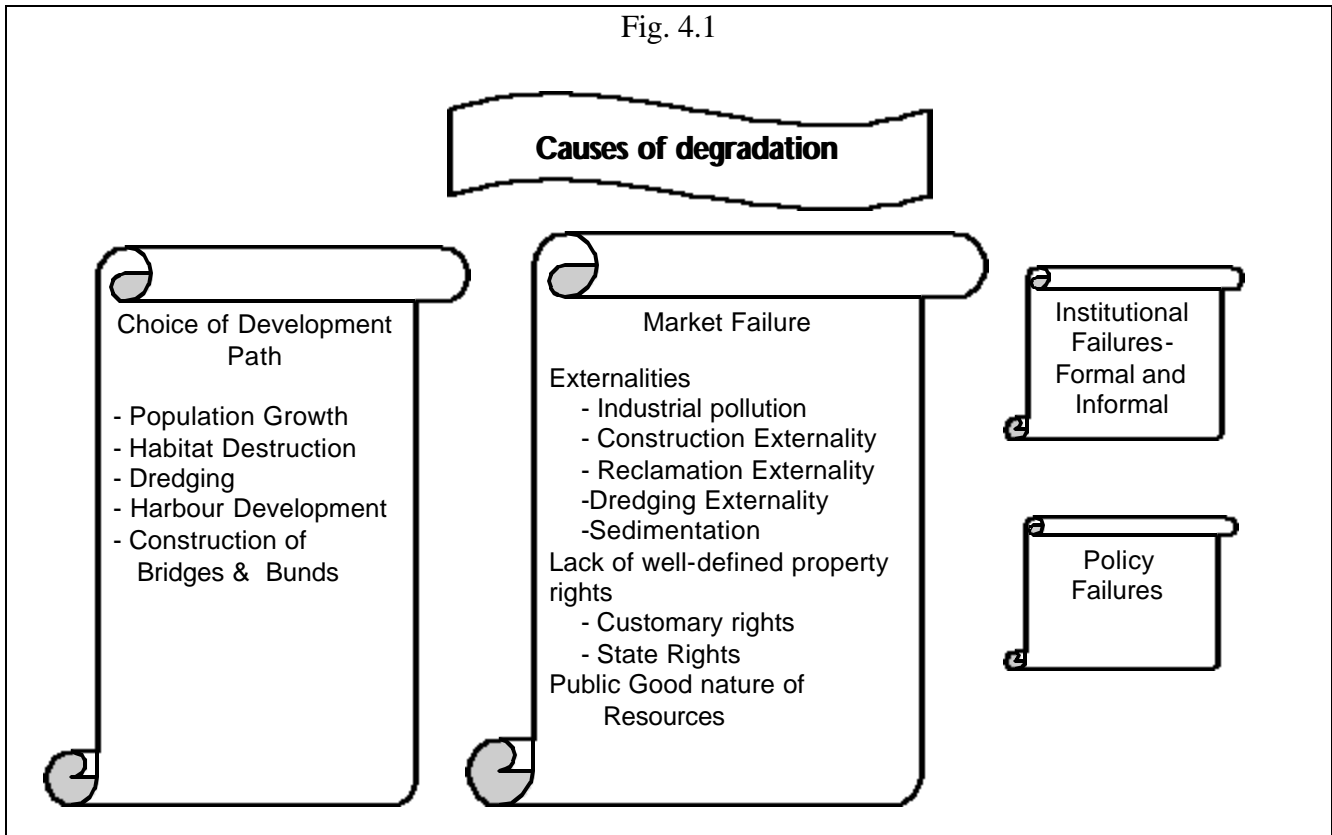 Fig. 4.1
Causes of degradation
Choice of Development
Path
- Population Growth
- Habitat Destruction
- Dredging
- Harbour Development
- Construction of
Bridges & Bunds
Market Failure
Externalities
- Industrial pollution
- Construction Externality
- Reclamation Externality
-Dredging Externality
-Sedimentation
Lack of well-defined property
rights
- Customary rights
- State Rights
Public Good nature of
Resources
Institutional
Failures-
Formal and
Informal
Policy
Failures